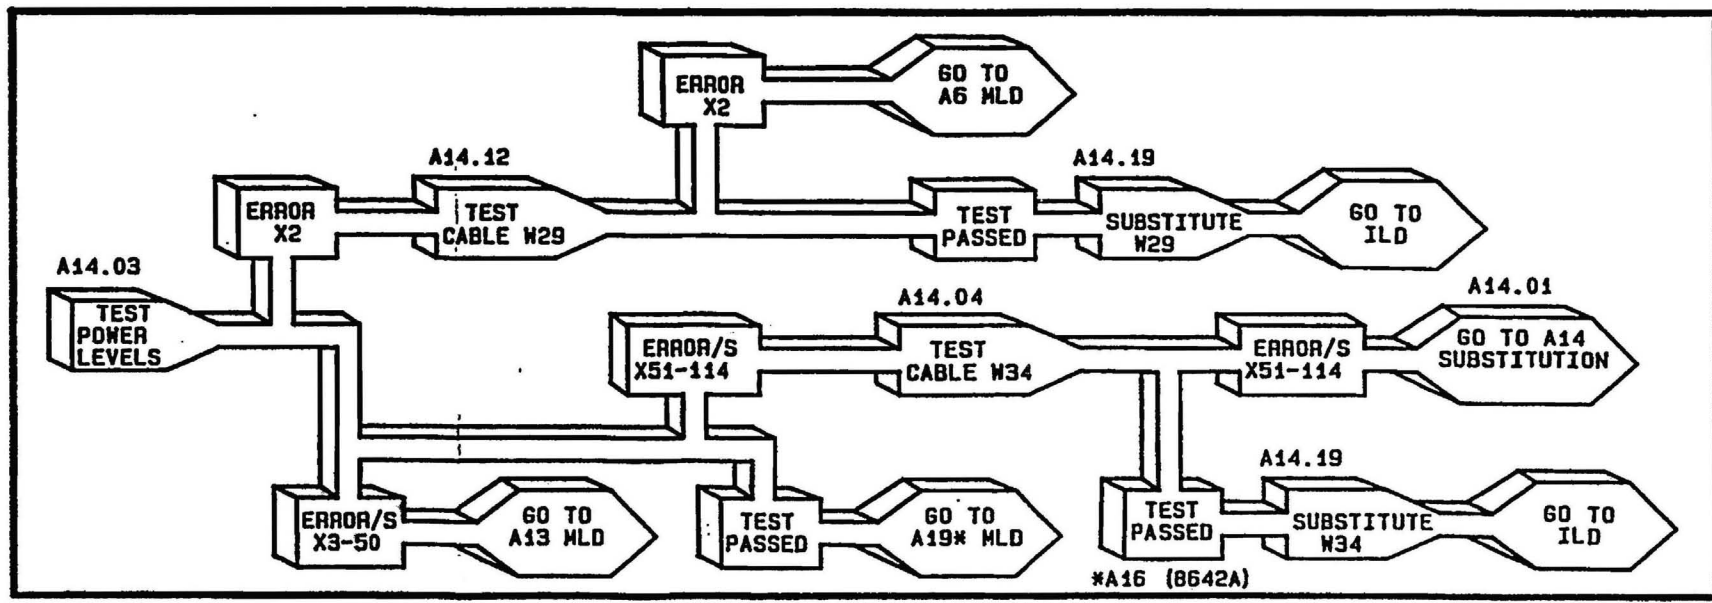 ERROR
X2
GO TO
A6 MLD
A14.12
A14.19
ERROR
X2
TEST
CABLE W29
TEST
PASSED
SUBSTITUTE
W29
GO TO
ILD
A14.03
TEST
POWER
LEVELS
A14.04
A14.01
ERROR/S
X51-114
TEST
CABLE W34
ERROR/S
X51-114
GO TO A14
SUBSTITUTION
A14.19
ERROR/S
X3-50
GO TO
A13 MLD
TEST
PASSED
GO TO
A19* MLD
TEST
PASSED
SUBSTITUTE
W34
GO TO
ILD
*A16 (8642A)